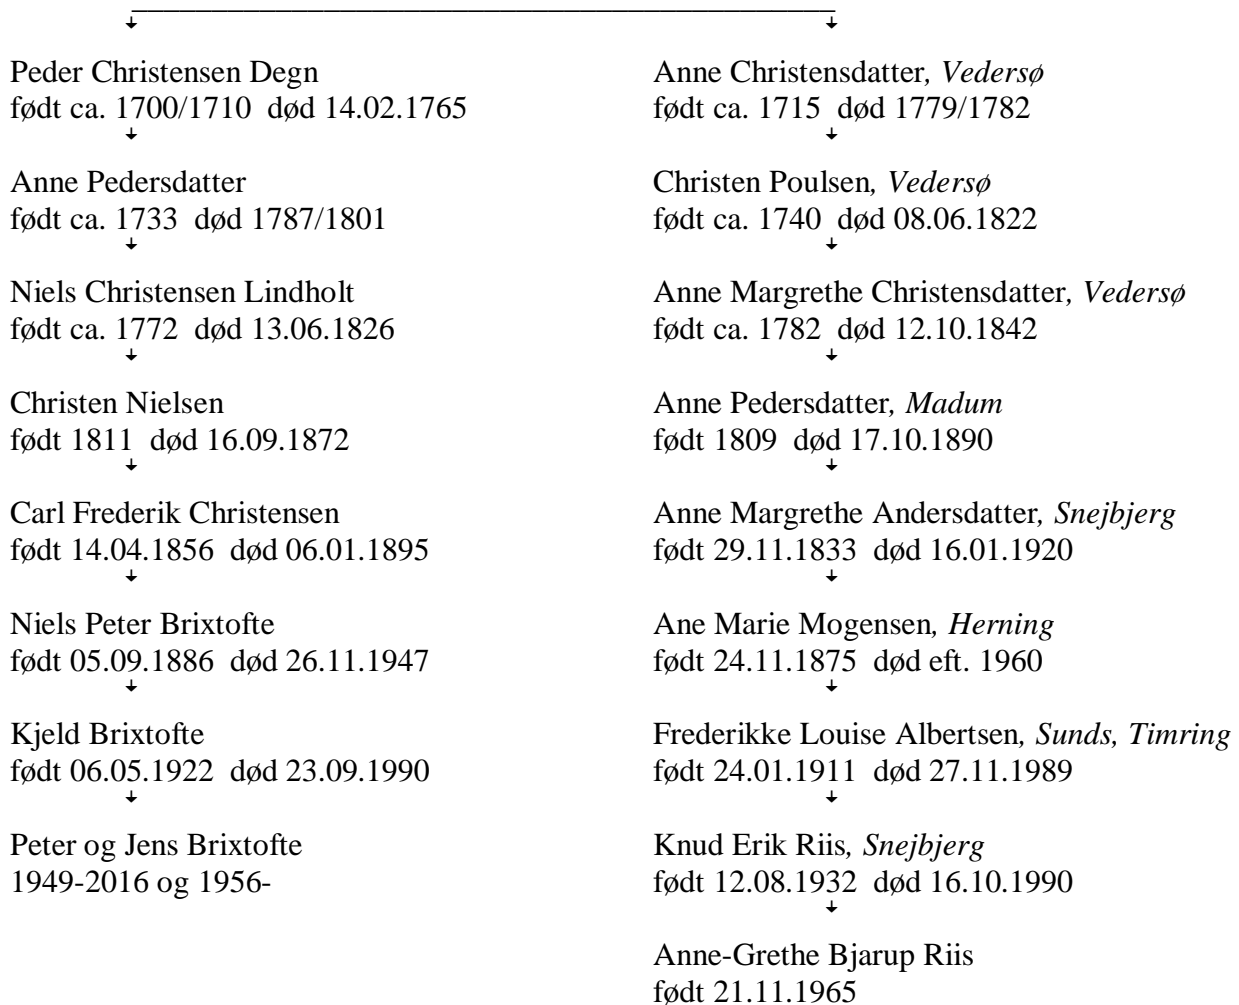 Peder Christensen Degn
født ca. 1700/1710  død 14.02.1765
Anne Pedersdatter
født ca. 1733  død 1787/1801
Niels Christensen Lindholt
født ca. 1772  død 13.06.1826
Christen Nielsen
født 1811  død 16.09.1872
Carl Frederik Christensen
født 14.04.1856  død 06.01.1895
Niels Peter Brixtofte
født 05.09.1886  død 26.11.1947
Kjeld Brixtofte
født 06.05.1922  død 23.09.1990
Peter og Jens Brixtofte
1949-2016 og 1956-
Anne Christensdatter, Vedersø
født ca. 1715  død 1779/1782
Christen Poulsen, Vedersø
født ca. 1740  død 08.06.1822
Anne Margrethe Christensdatter, Vedersø
født ca. 1782  død 12.10.1842
Anne Pedersdatter, Madum
født 1809  død 17.10.1890
Anne Margrethe Andersdatter, Snejbjerg
født 29.11.1833  død 16.01.1920
Ane Marie Mogensen, Herning
født 24.11.1875  død eft. 1960
Frederikke Louise Albertsen, Sunds, Timring
født 24.01.1911  død 27.11.1989
Knud Erik Riis, Snejbjerg
født 12.08.1932  død 16.10.1990
Anne-Grethe Bjarup Riis
født 21.11.1965